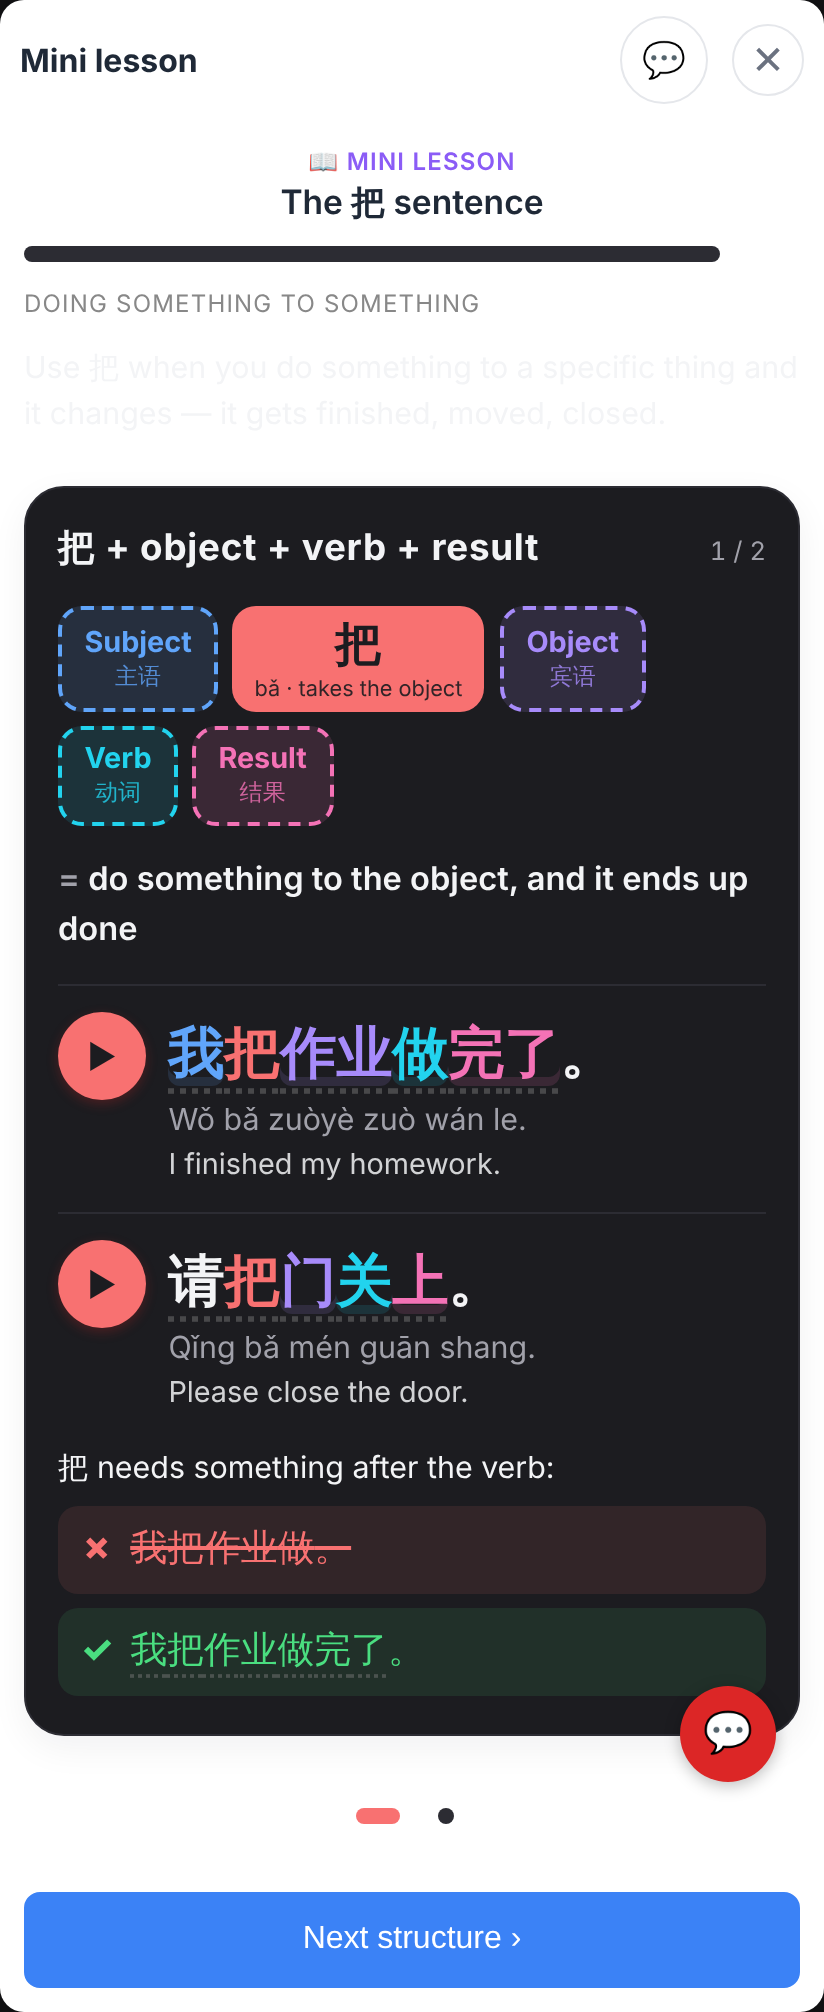 Mini lesson
💬 ✕
📖 MINI LESSON
The 把 sentence
DOING SOMETHING TO SOMETHING
Use 把 when you do something to a specific thing and
it changes — it gets finished, moved, closed.
把 + object + verb + result
1 / 2
Subject
主语
把
bǎ · takes the object
Object
宾语
Verb
动词
Result
结果
= do something to the object, and it ends up
done
我把作业做完了。
Wǒ bǎ zuòyè zuò wán le.
I finished my homework.
请把门关上。
Qǐng bǎ mén guān shang.
Please close the door.
把 needs something after the verb:
✖ 我把作业做。
✔ 我把作业做完了。
Next structure ›